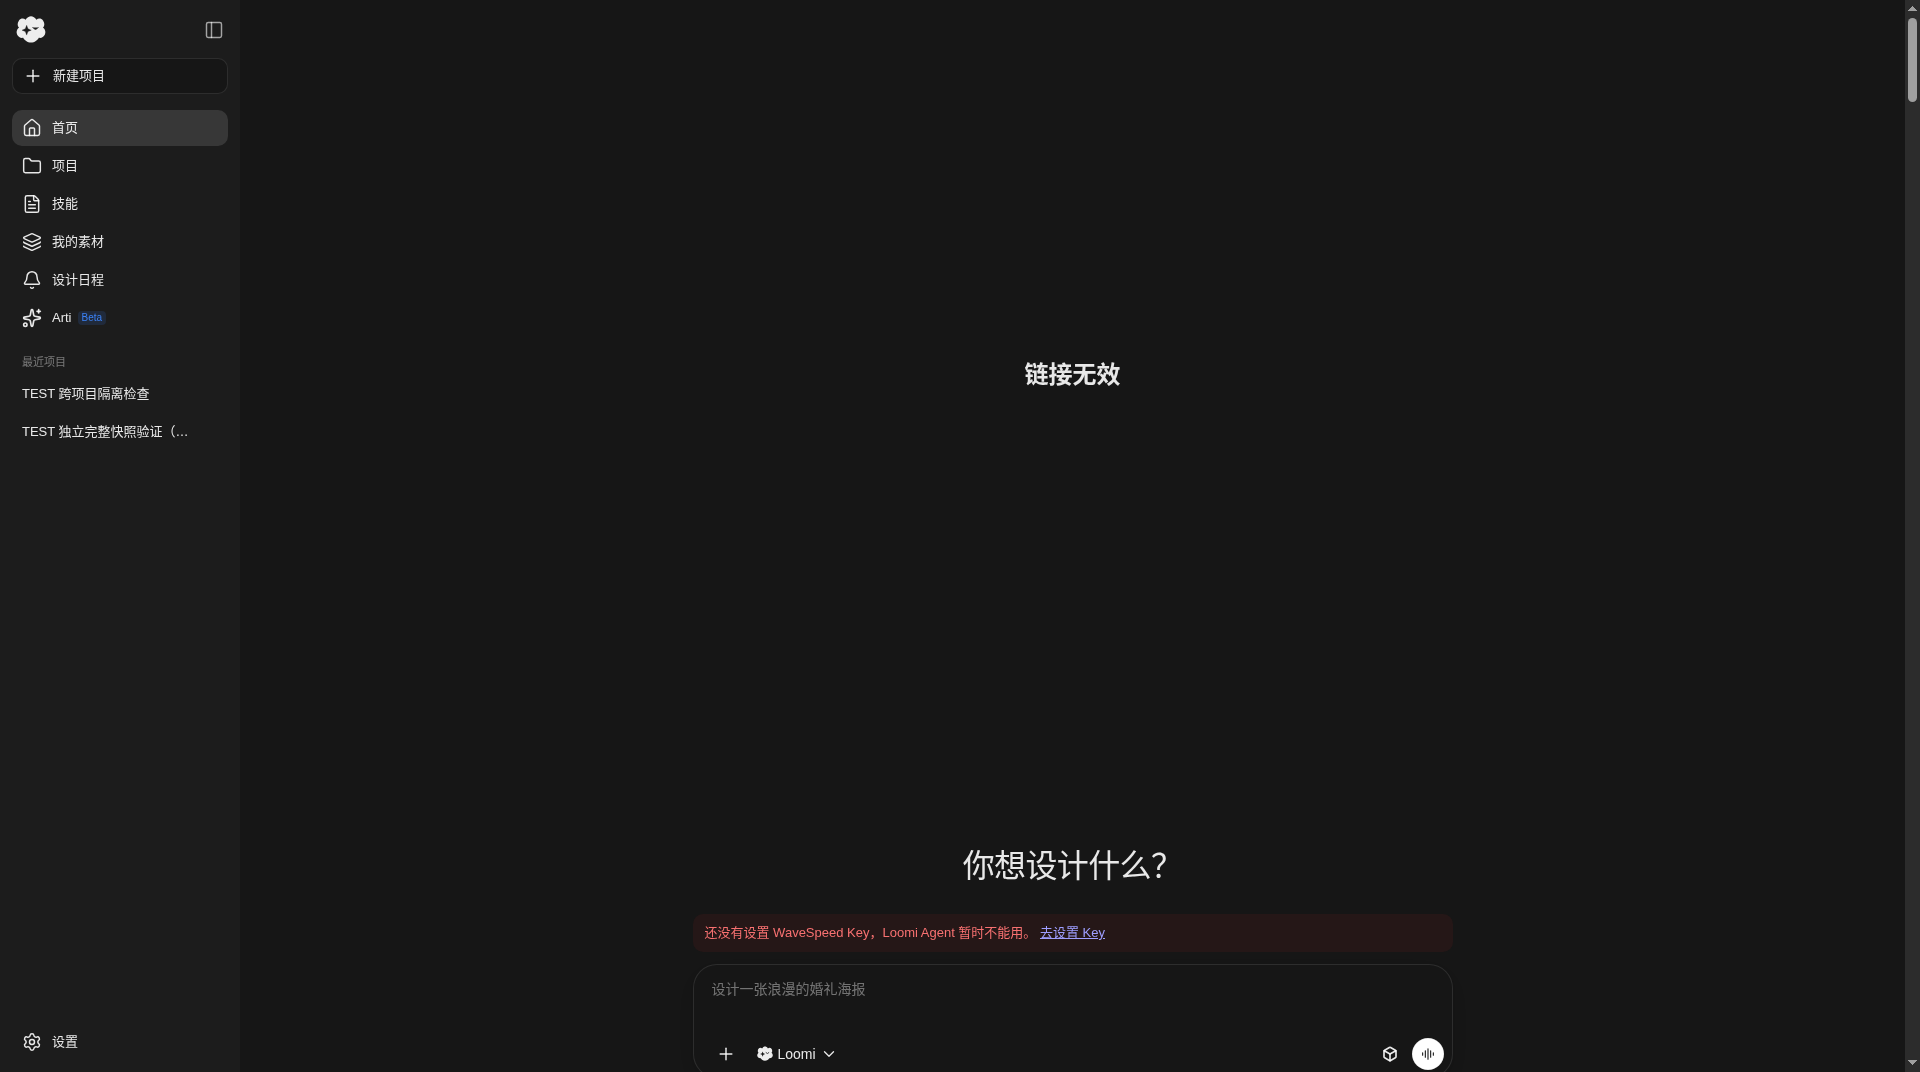 新建项目
首页
项目
技能
我的素材
设计日程
Arti Beta
最近项目
TEST 跨项目隔离检查
TEST 独立完整快照验证（…
设置
链接无效
你想设计什么？
还没有设置 WaveSpeed Key，Loomi Agent 暂时不能用。 去设置 Key
设计一张浪漫的婚礼海报
Loomi